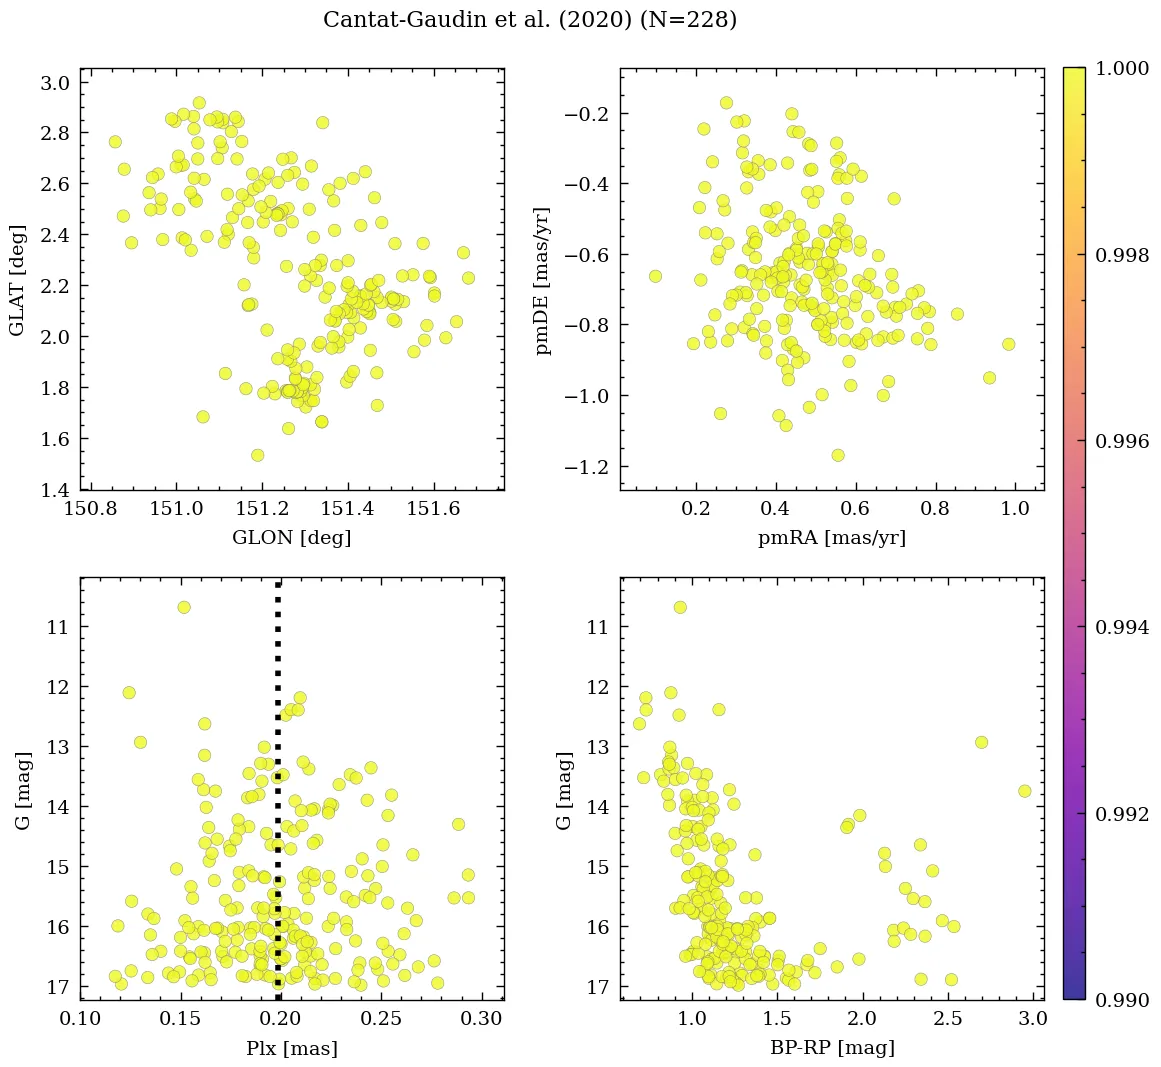 Cantat-Gaudin et al. (2020) (N=228)
3.0
2.8
2.6
2.4
2.2
2.0
1.8
1.6
1.4
GLAT [deg]
150.8 151.0 151.2 151.4 151.6
GLON [deg]
−0.2
−0.4
−0.6
−0.8
−1.0
−1.2
pmDE [mas/yr]
0.2 0.4 0.6 0.8 1.0
pmRA [mas/yr]
11
12
13
14
15
16
17
G [mag]
0.10 0.15 0.20 0.25 0.30
Plx [mas]
11
12
13
14
15
16
17
G [mag]
1.0 1.5 2.0 2.5 3.0
BP-RP [mag]
1.000
0.998
0.996
0.994
0.992
0.990